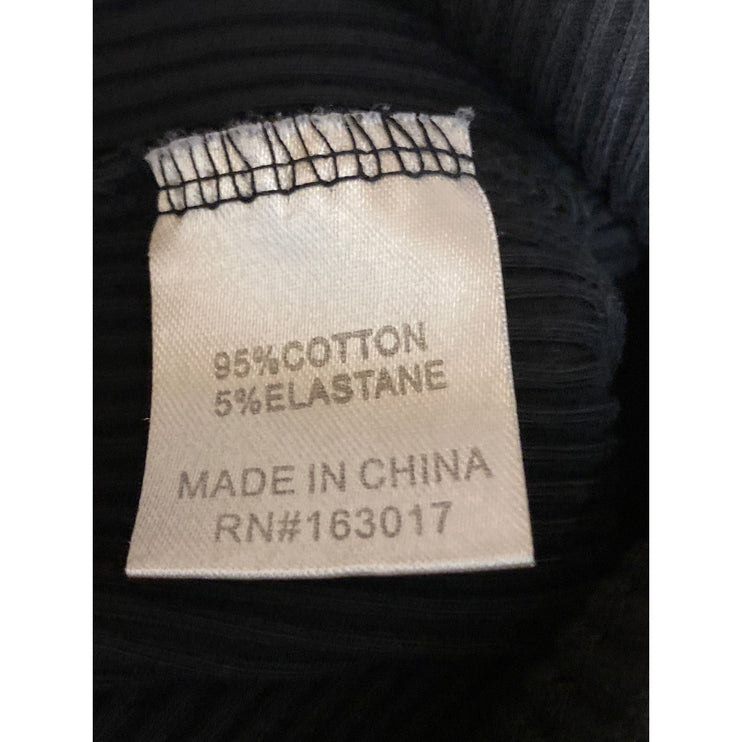 95%COTTON
5%ELASTANE
MADE IN CHINA
RN#163017